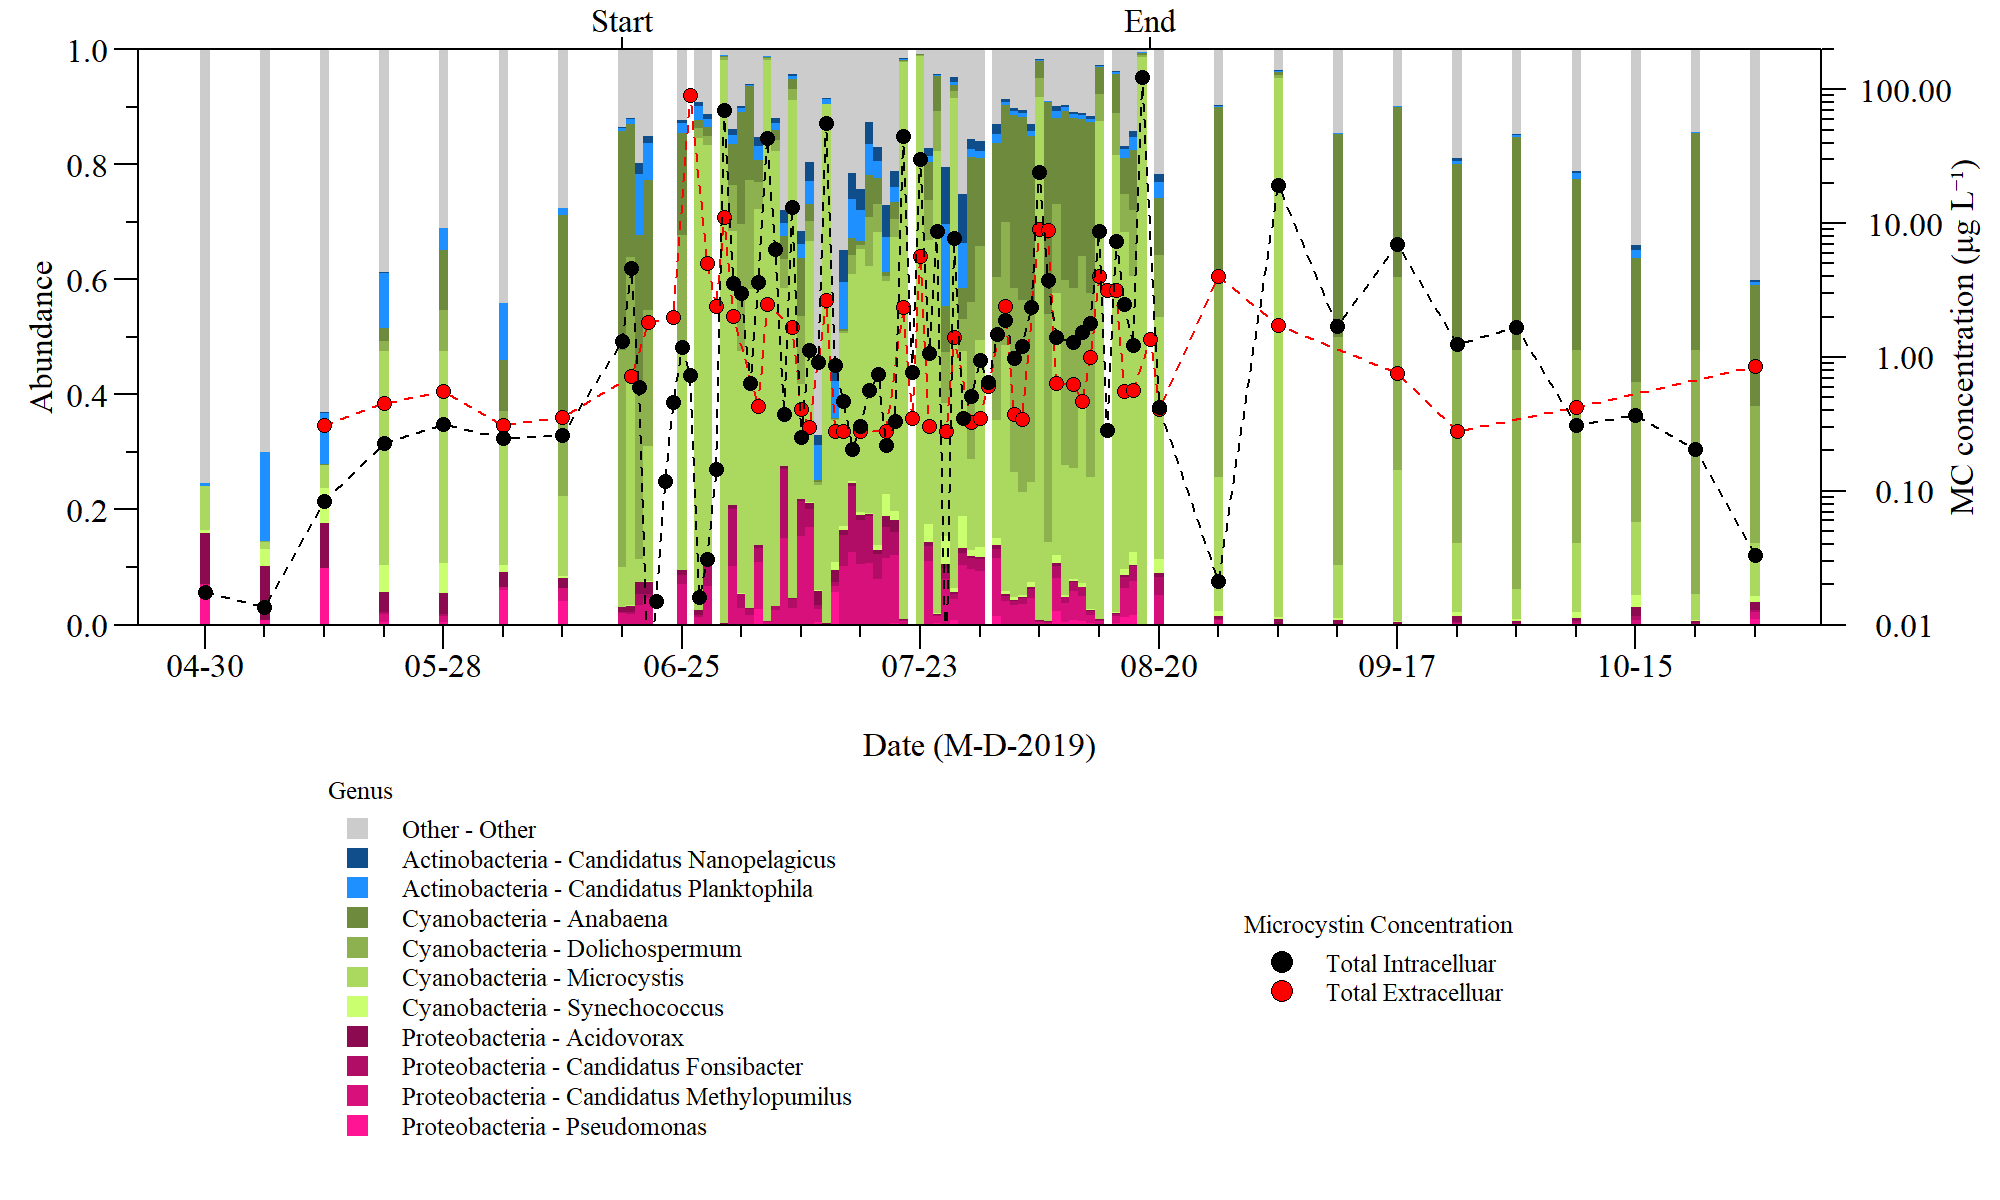 Start End
1.0
0.8
0.6
0.4
0.2
0.0
Abundance
100.00
10.00
1.00
0.10
0.01
MC concentration (µg L⁻¹)
04-30 05-28 06-25 07-23 08-20 09-17 10-15
Date (M-D-2019)
Genus
Other - Other
Actinobacteria - Candidatus Nanopelagicus
Actinobacteria - Candidatus Planktophila
Cyanobacteria - Anabaena
Cyanobacteria - Dolichospermum
Cyanobacteria - Microcystis
Cyanobacteria - Synechococcus
Proteobacteria - Acidovorax
Proteobacteria - Candidatus Fonsibacter
Proteobacteria - Candidatus Methylopumilus
Proteobacteria - Pseudomonas
Microcystin Concentration
Total Intracelluar
Total Extracelluar